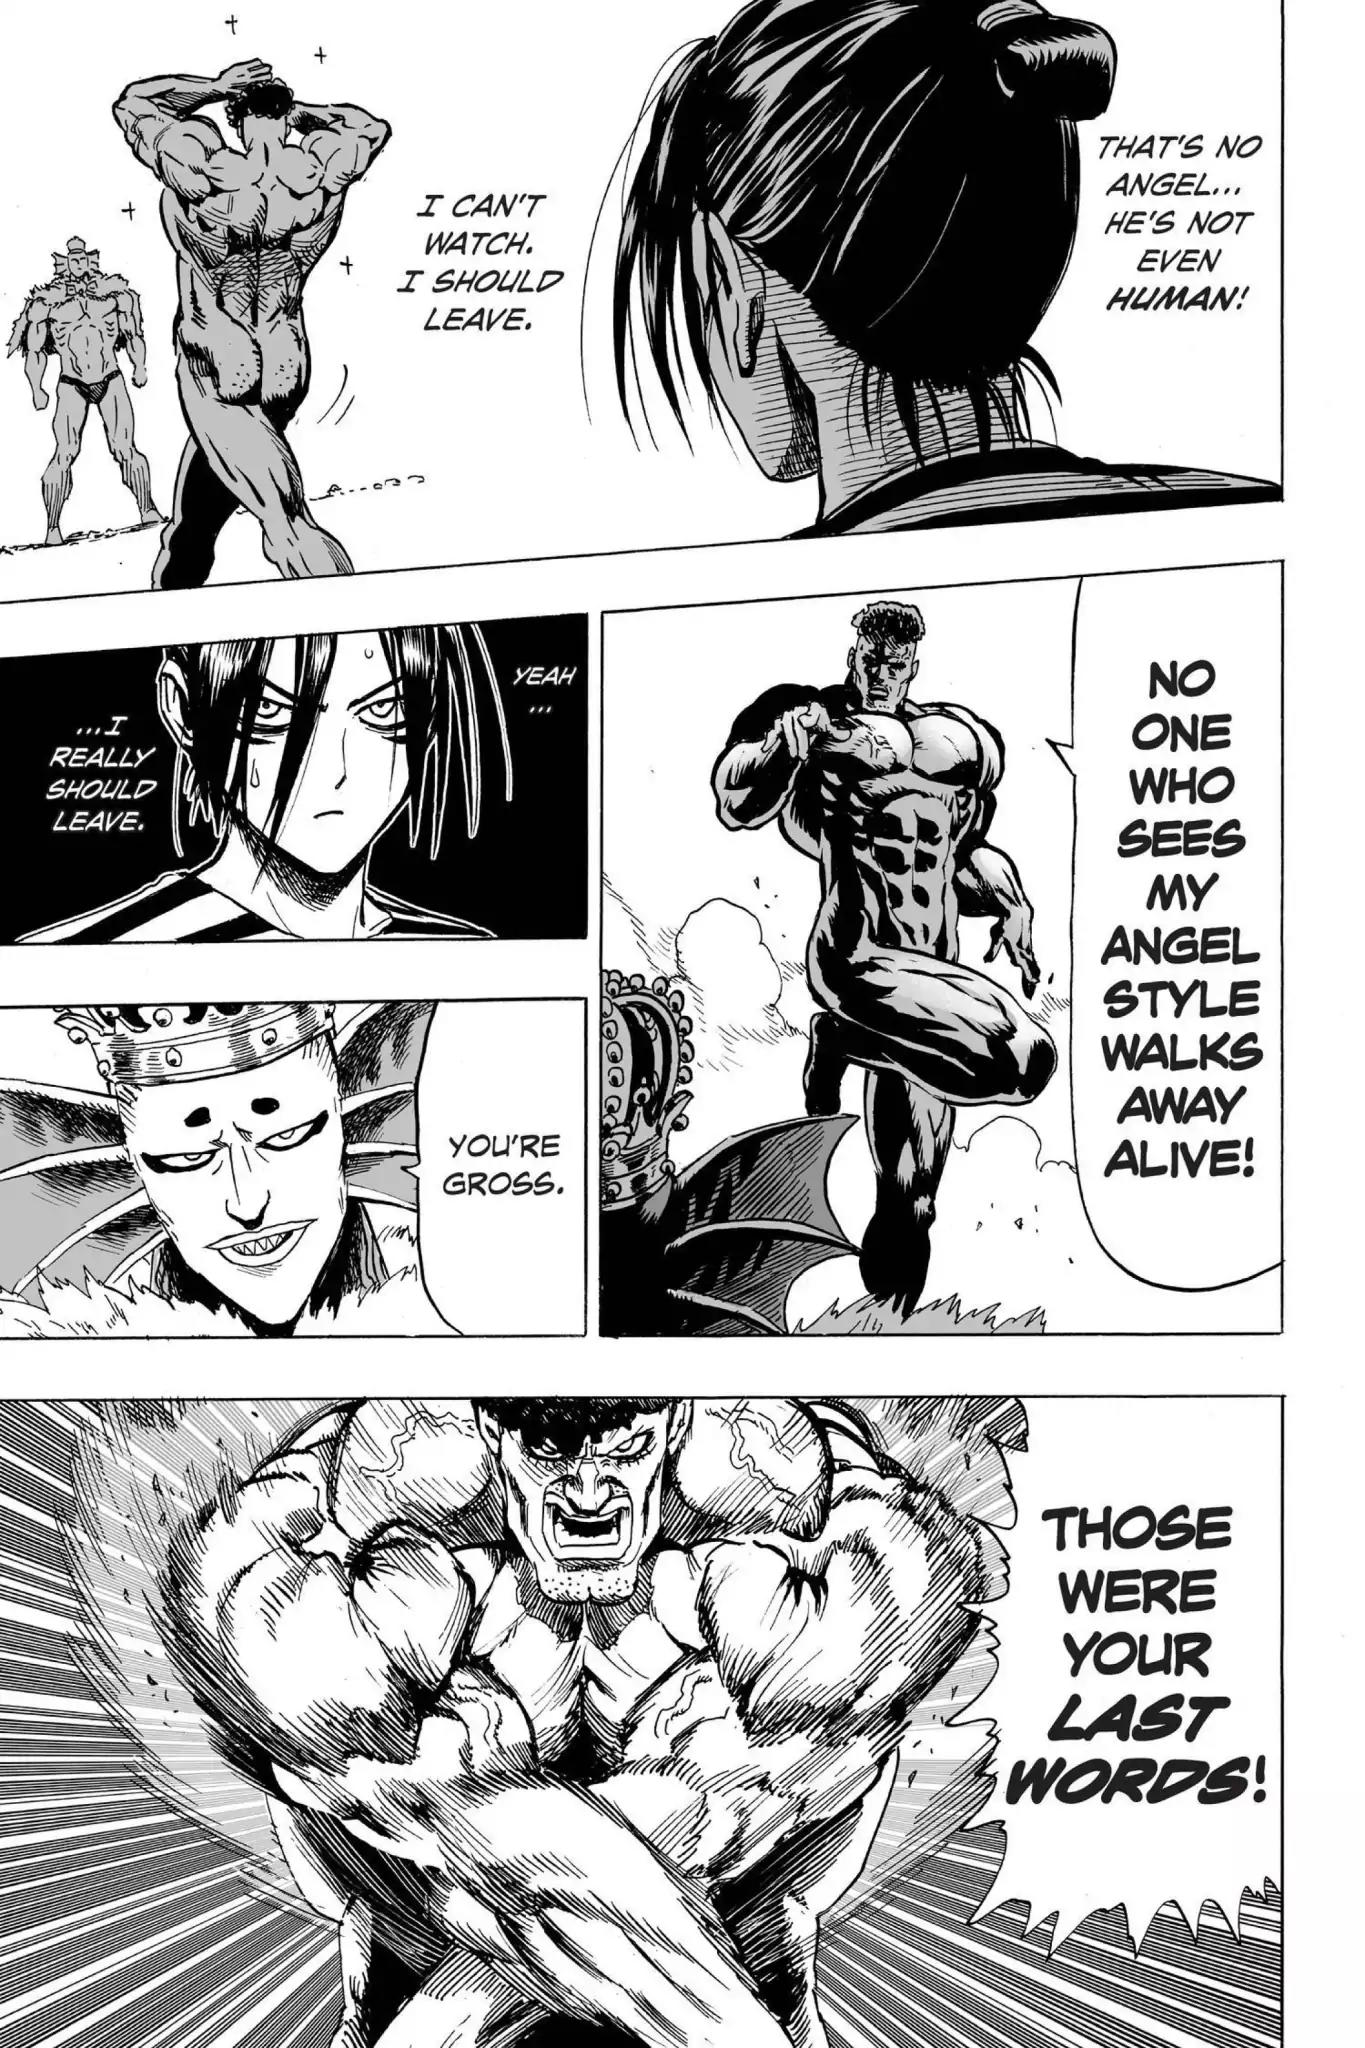 THAT'S NO
ANGEL...
HE'S NOT
EVEN
HUMAN!
I CAN'T
WATCH.
I SHOULD
LEAVE.
NO
ONE
WHO
SEES
MY
ANGEL
STYLE
WALKS
AWAY
ALIVE!
YEAH
...
...I
REALLY
SHOULD
LEAVE.
YOU'RE
GROSS.
THOSE
WERE
YOUR
LAST
WORDS!